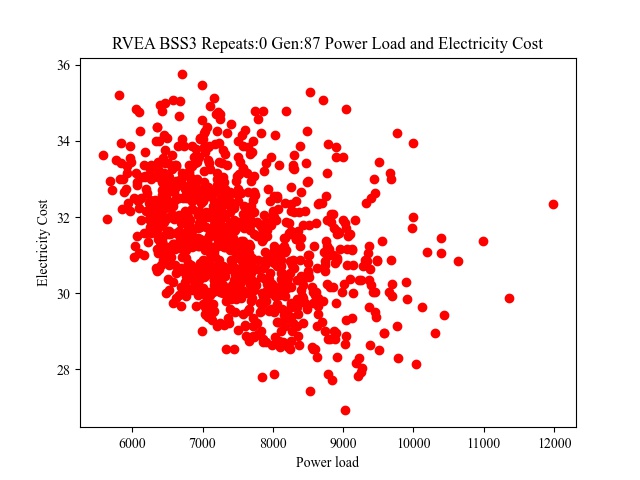 RVEA BSS3 Repeats:0 Gen:87 Power Load and Electricity Cost
36
34
32
30
28
Electricity Cost
6000 7000 8000 9000 10000 11000 12000
Power load